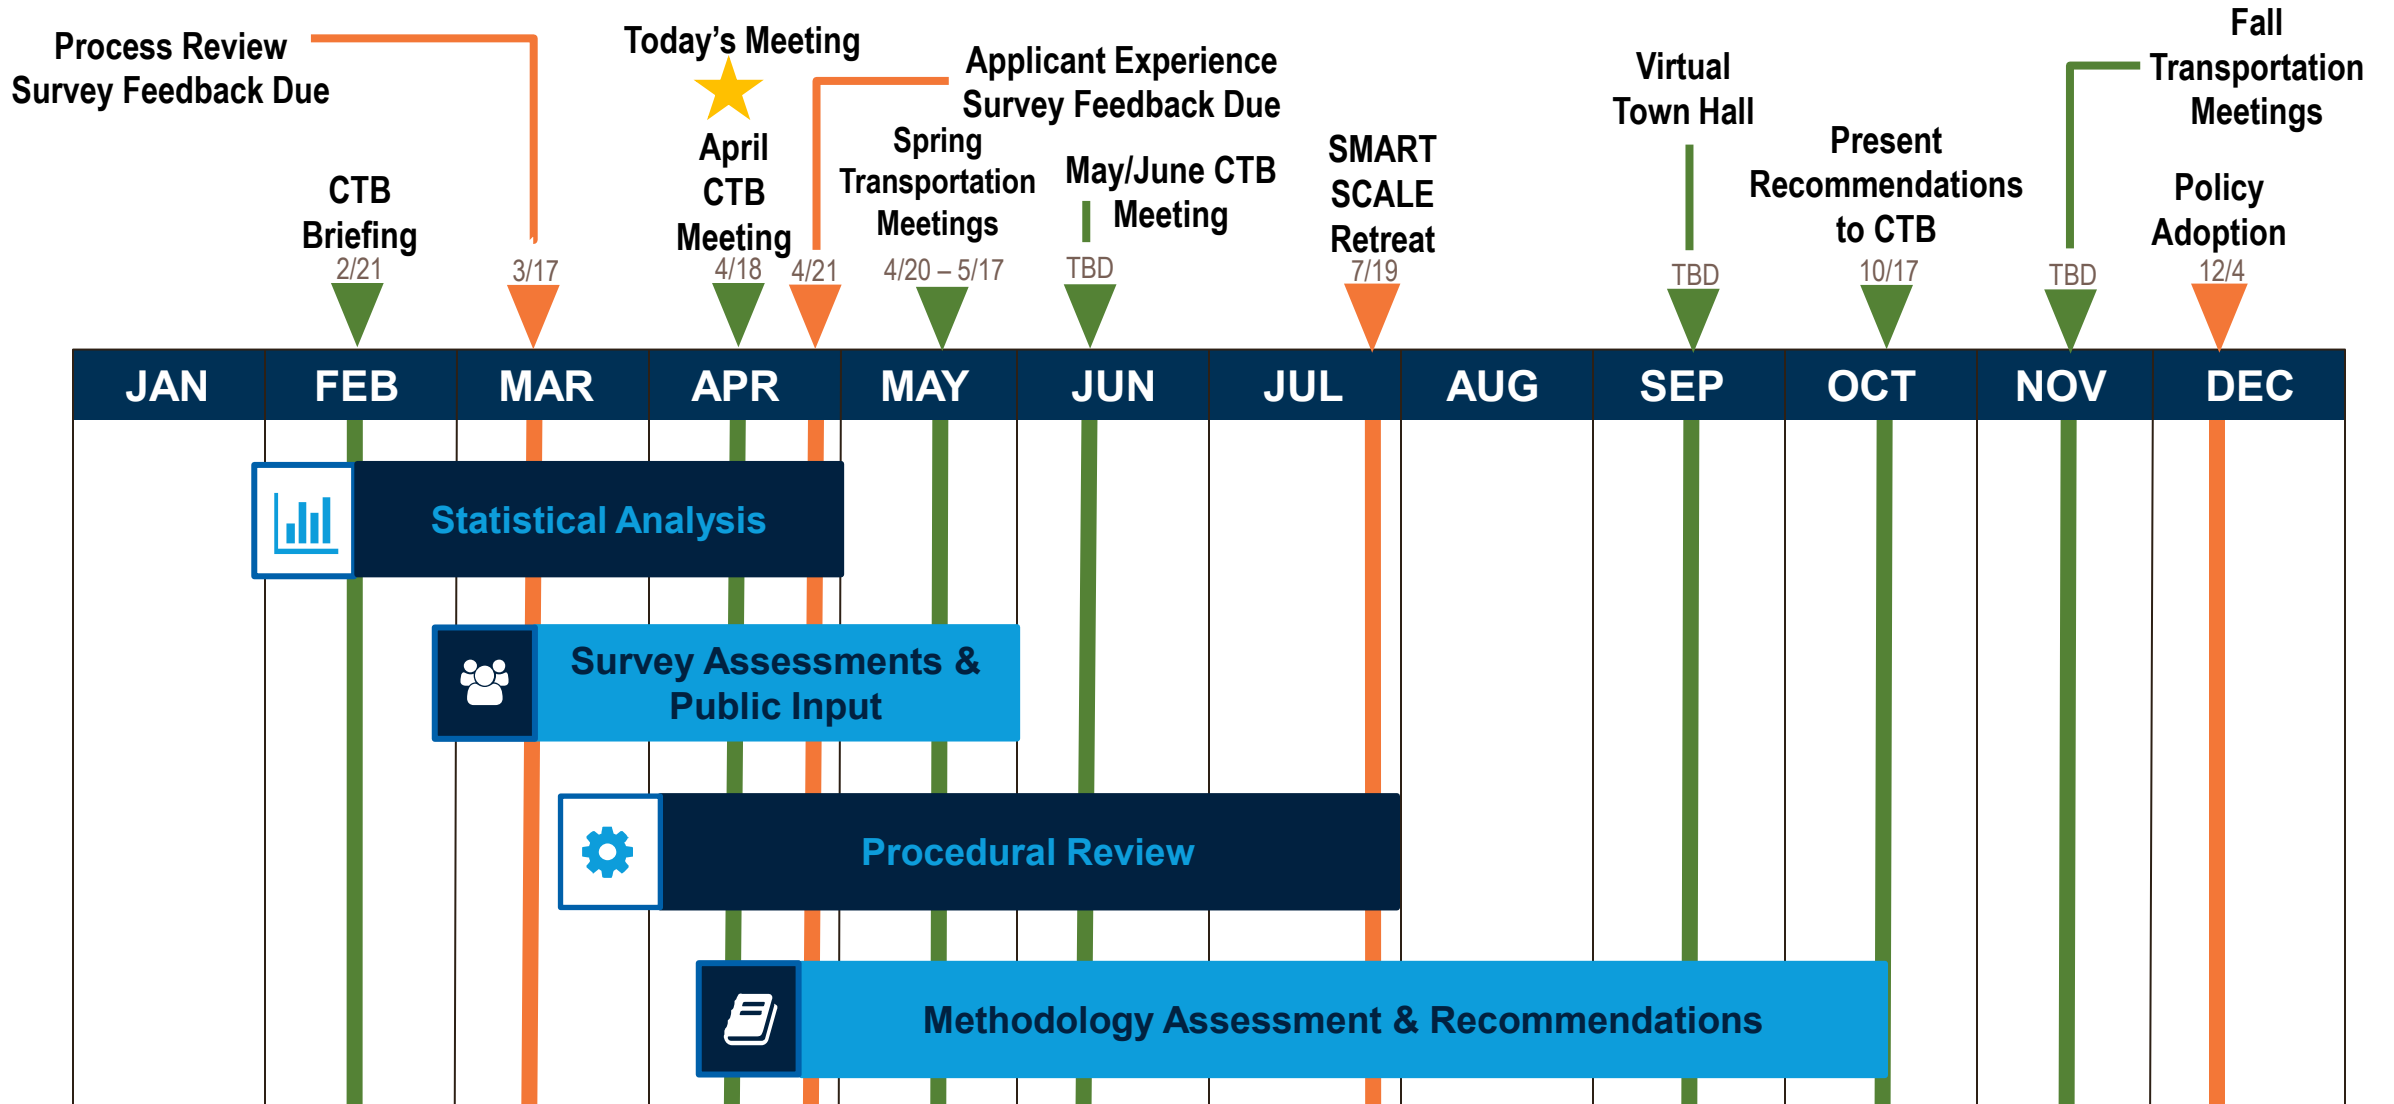 Process Review
Survey Feedback Due
CTB
Briefing
2/21
3/17
Today's Meeting
April
CTB
Meeting
4/18
Applicant Experience
Survey Feedback Due
4/21
Spring
Transportation
Meetings
4/20 – 5/17
May/June CTB
Meeting
TBD
SMART
SCALE
Retreat
7/19
Virtual
Town Hall
TBD
Present
Recommendations
to CTB
10/17
Fall
Transportation
Meetings
TBD
Policy
Adoption
12/4
JAN FEB MAR APR MAY JUN JUL AUG SEP OCT NOV DEC
Statistical Analysis
Survey Assessments &
Public Input
Procedural Review
Methodology Assessment & Recommendations